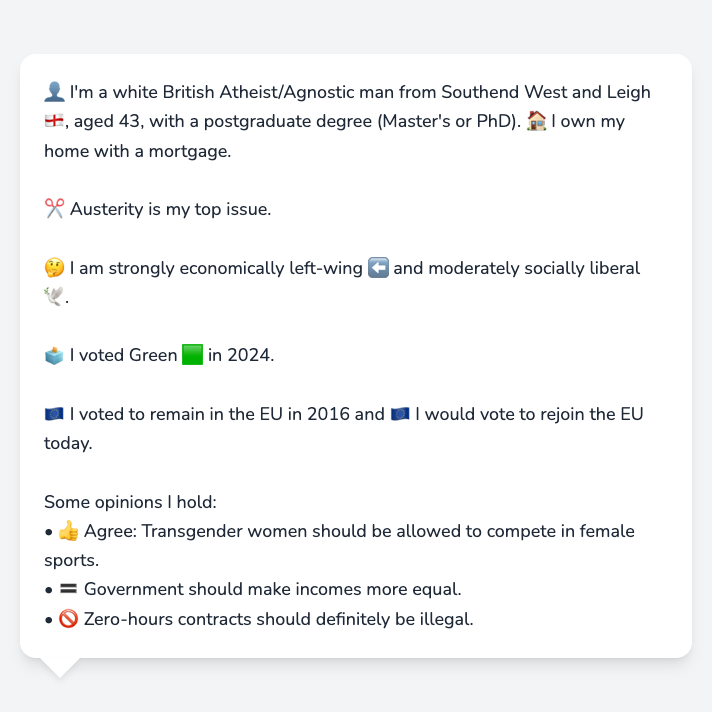 👤 I'm a white British Atheist/Agnostic man from Southend West and Leigh
🏴󠁧󠁢󠁥󠁮󠁧󠁿, aged 43, with a postgraduate degree (Master's or PhD). 🏠 I own my
home with a mortgage.
✂️ Austerity is my top issue.
🤔 I am strongly economically left-wing ⬅️ and moderately socially liberal
🕊️.
🗳️ I voted Green 🟩 in 2024.
🇪🇺 I voted to remain in the EU in 2016 and 🇪🇺 I would vote to rejoin the EU
today.
Some opinions I hold:
• 👍 Agree: Transgender women should be allowed to compete in female
sports.
• 🟰 Government should make incomes more equal.
• 🚫 Zero-hours contracts should definitely be illegal.